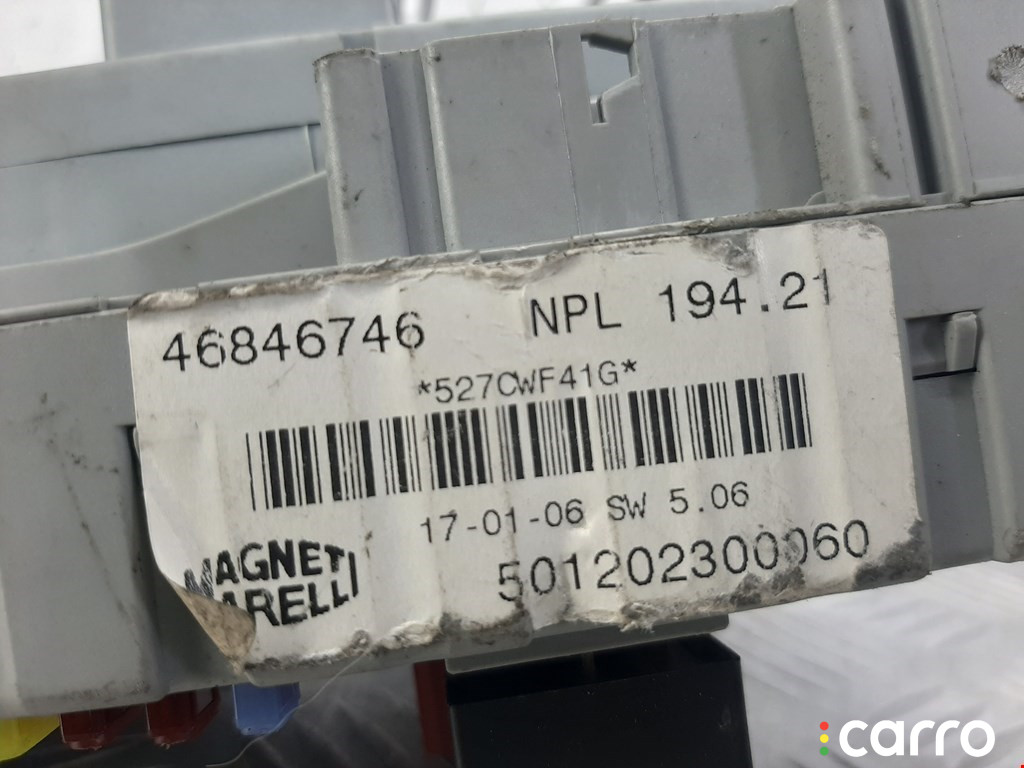 46846746 NPL 194.21
*527CWF41G*
17-01-06 SW 5.06
501202300060
MAGNETI
MARELLI
carro